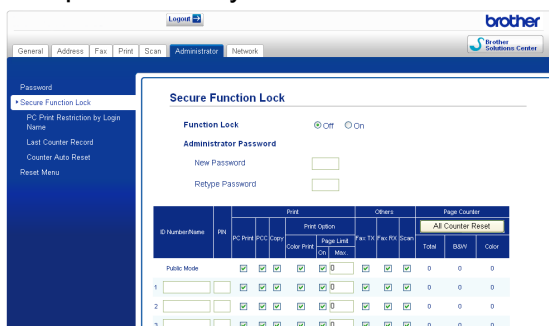 Logout
brother
General Address Fax Print Scan Administrator Network
Brother
Solutions Center
Password
Secure Function Lock
PC Print Restriction by Login
Name
Last Counter Record
Counter Auto Reset
Reset Menu
Secure Function Lock
Function Lock Off On
Administrator Password
New Password
Retype Password
Print Others Page Counter
ID Number/Name PIN PC Print PCC Copy Print Option Fax TX Fax RX Scan All Counter Reset
Color Print Page Limit Total B&W Color
On Max.
Public Mode 0 0 0 0
1 0 0 0 0
2 0 0 0 0